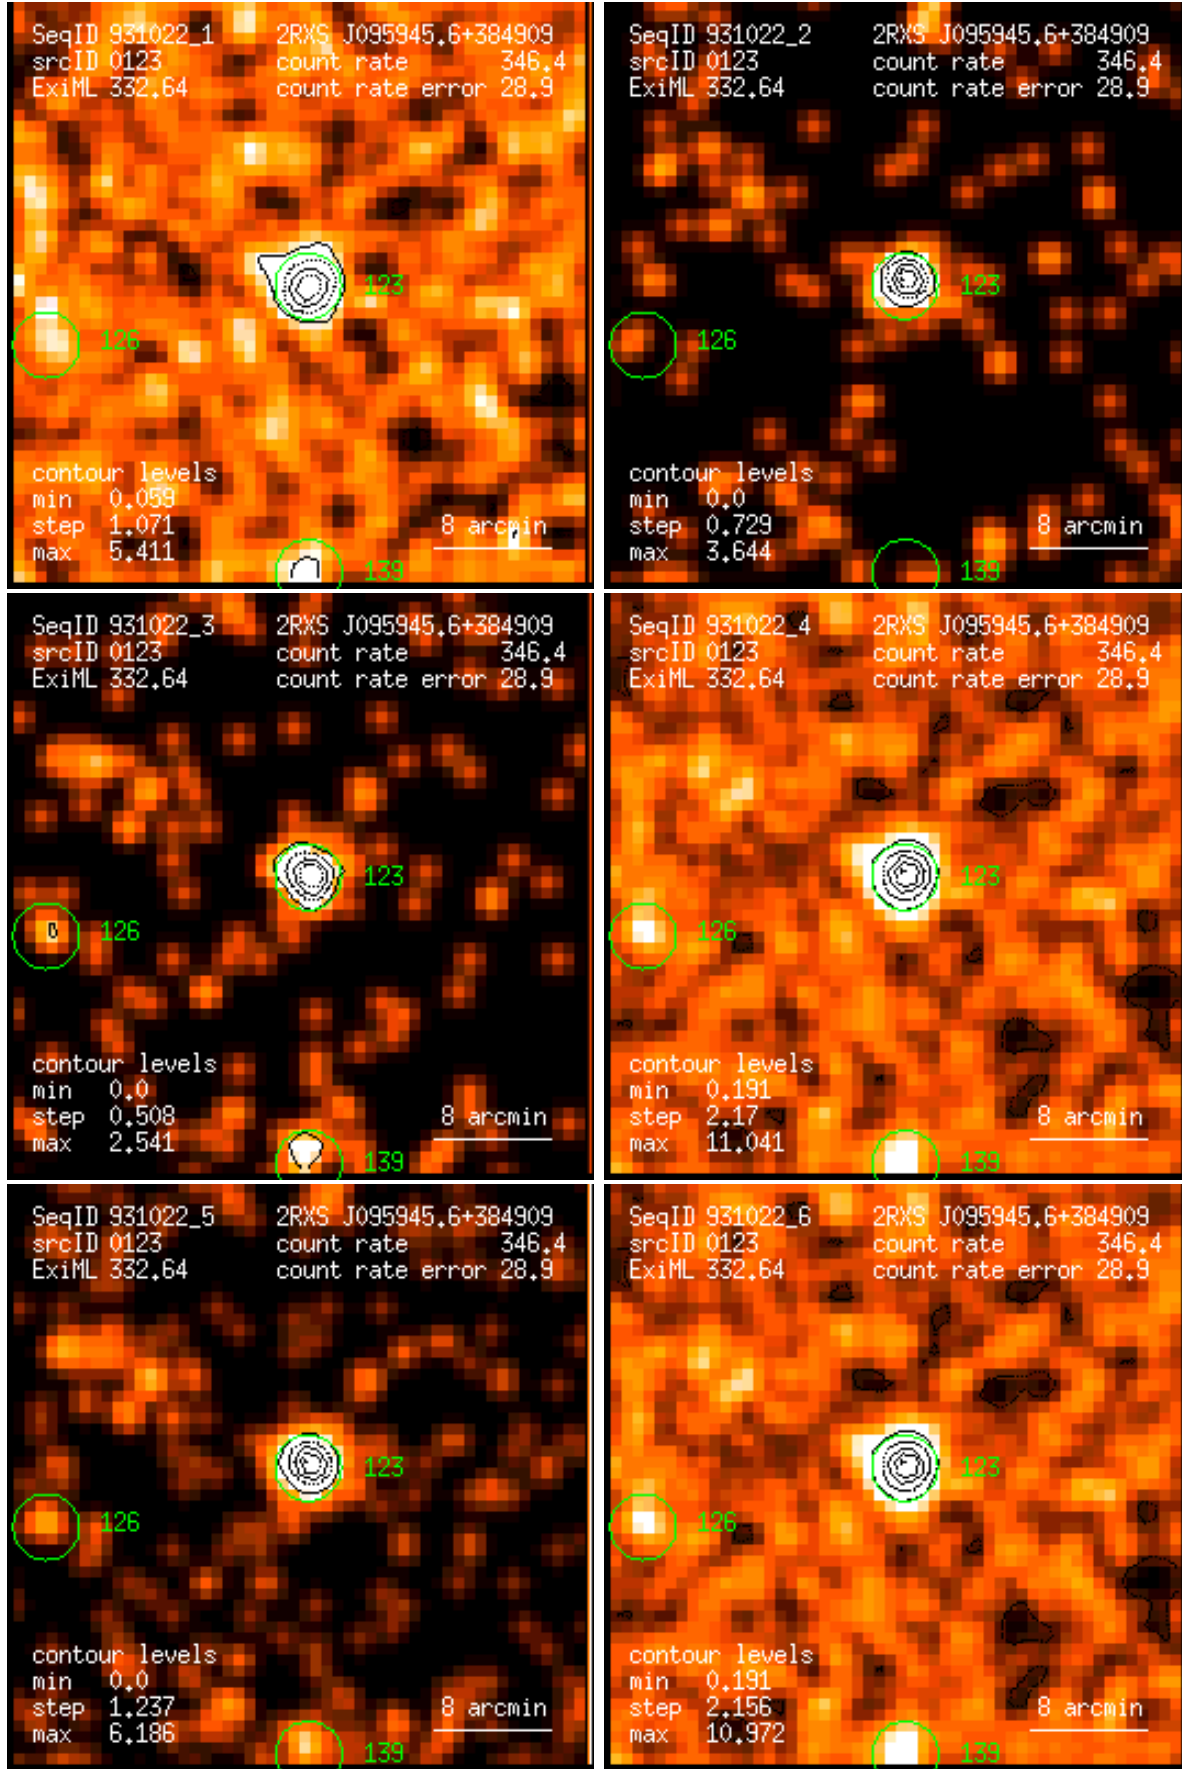 SeqID 931022_1 2RXS J095945.6+384909
srcID 0123 count rate 346.4
ExiML 332.64 count rate error 28.9
123
126
contour levels
min 0.059
step 1.071 8 arcmin
max 5.411
139
SeqID 931022_2 2RXS J095945.6+384909
srcID 0123 count rate 346.4
ExiML 332.64 count rate error 28.9
123
126
contour levels
min 0.0
step 0.729 8 arcmin
max 3.644
139
SeqID 931022_3 2RXS J095945.6+384909
srcID 0123 count rate 346.4
ExiML 332.64 count rate error 28.9
123
126
contour levels
min 0.0
step 0.508 8 arcmin
max 2.541
139
SeqID 931022_4 2RXS J095945.6+384909
srcID 0123 count rate 346.4
ExiML 332.64 count rate error 28.9
123
126
contour levels
min 0.191
step 2.17 8 arcmin
max 11.041
139
SeqID 931022_5 2RXS J095945.6+384909
srcID 0123 count rate 346.4
ExiML 332.64 count rate error 28.9
123
126
contour levels
min 0.0
step 1.237 8 arcmin
max 6.186
139
SeqID 931022_6 2RXS J095945.6+384909
srcID 0123 count rate 346.4
ExiML 332.64 count rate error 28.9
123
126
contour levels
min 0.191
step 2.156 8 arcmin
max 10.972
139